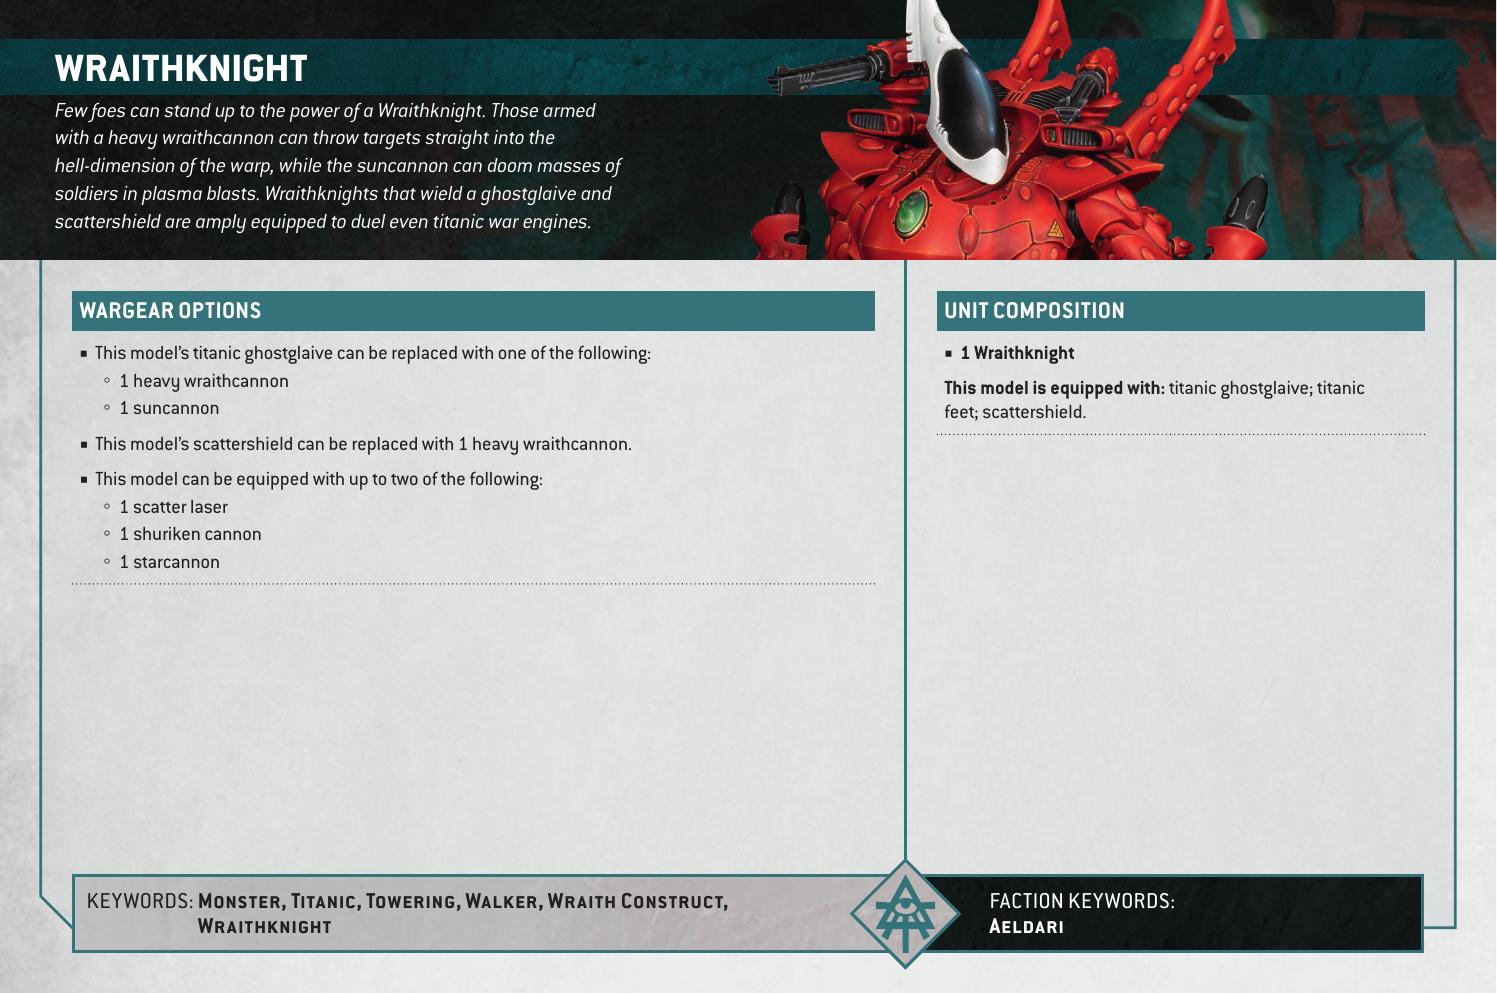 WRAITHKNIGHT
Few foes can stand up to the power of a Wraithknight. Those armed
with a heavy wraithcannon can throw targets straight into the
hell-dimension of the warp, while the suncannon can doom masses of
soldiers in plasma blasts. Wraithknights that wield a ghostglaive and
scattershield are amply equipped to duel even titanic war engines.
WARGEAR OPTIONS
▪ This model’s titanic ghostglaive can be replaced with one of the following:
◦ 1 heavy wraithcannon
◦ 1 suncannon
▪ This model’s scattershield can be replaced with 1 heavy wraithcannon.
▪ This model can be equipped with up to two of the following:
◦ 1 scatter laser
◦ 1 shuriken cannon
◦ 1 starcannon
UNIT COMPOSITION
▪ 1 Wraithknight
This model is equipped with: titanic ghostglaive; titanic
feet; scattershield.
KEYWORDS: Monster, Titanic, Towering, Walker, Wraith Construct,
Wraithknight
FACTION KEYWORDS:
Aeldari